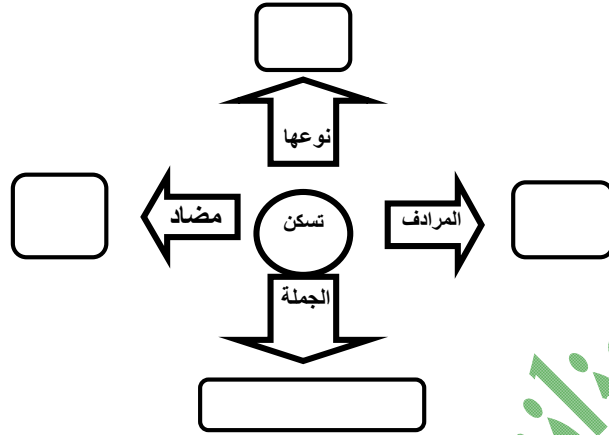 نوعها
المرادف
تسكن
مضاد
الجملة